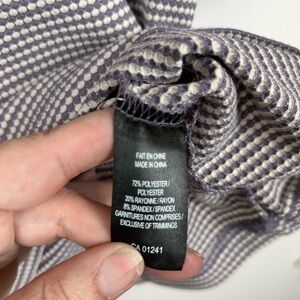 FAIT EN CHINE
MADE IN CHINA
72% POLYESTER /
POLYESTER
20% RAYONNE / RAYON
8% SPANDEX / SPANDEX
GARNITURES NON COMPRISES /
EXCLUSIVE OF TRIMMINGS
CA 01241